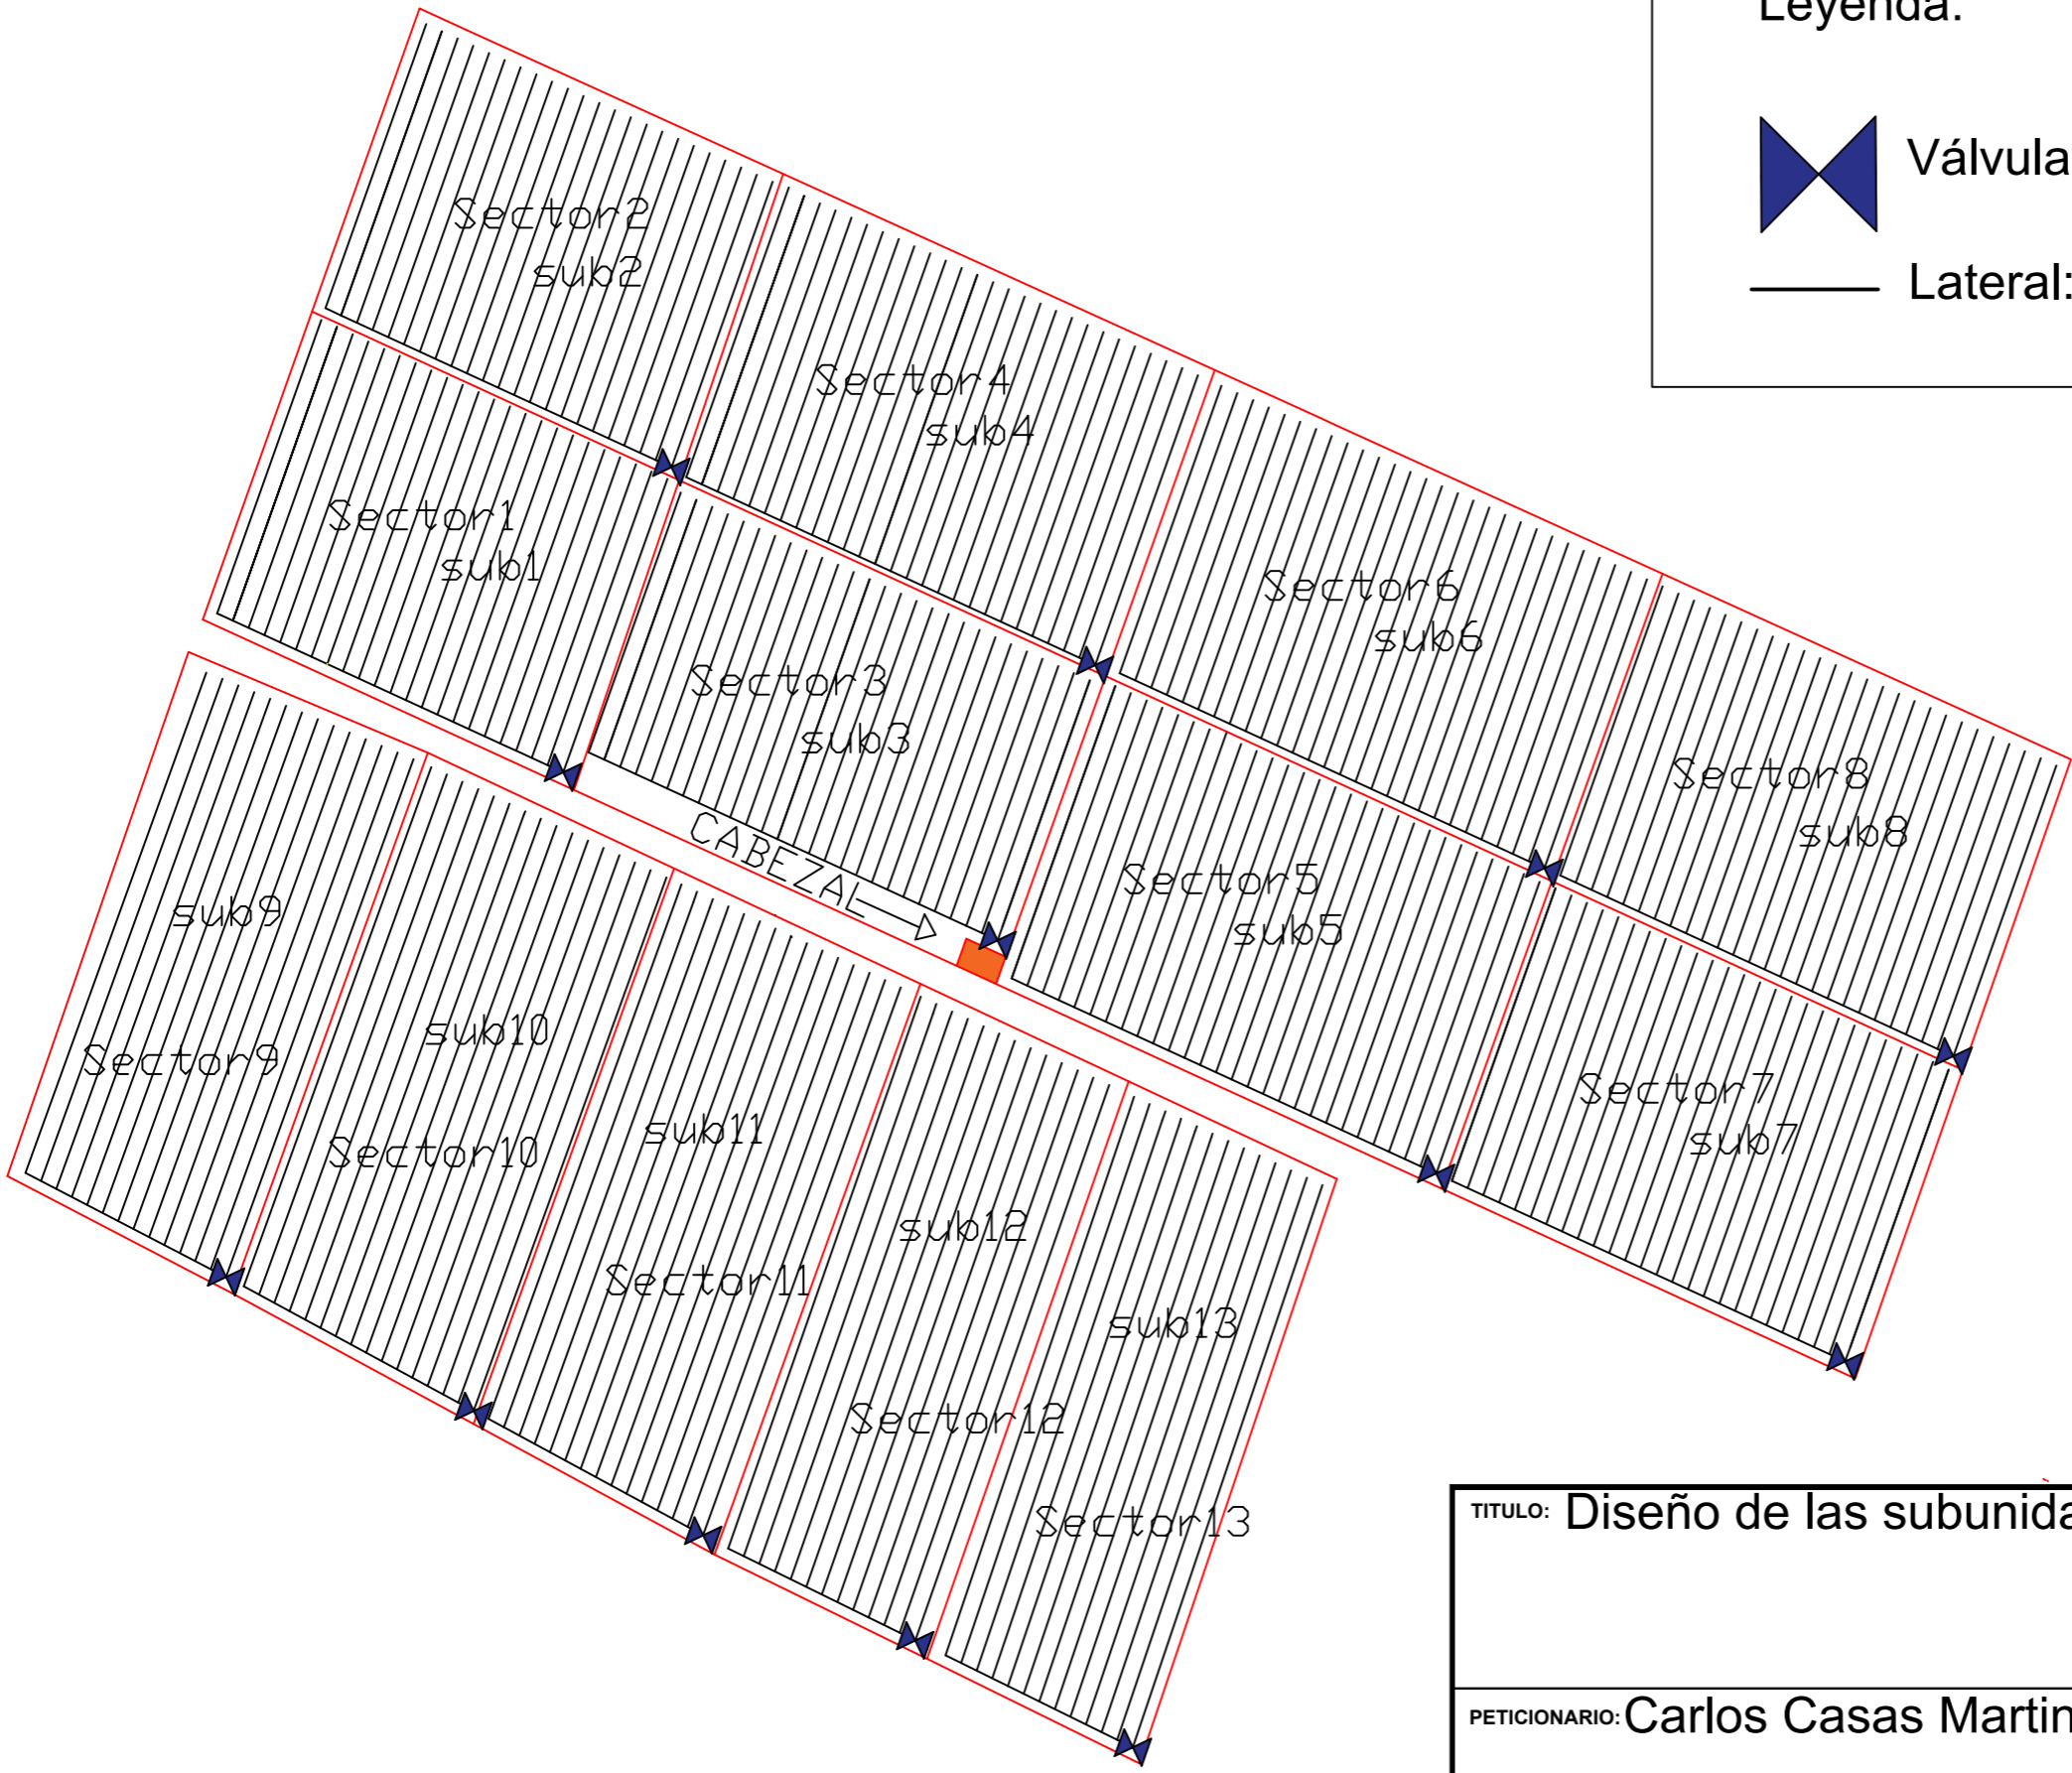 Leyenda:
Válvula
Lateral:
Sector2
sub2
Sector4
sub4
Sector1
sub1
Sector6
sub6
Sector3
sub3
Sector8
sub8
CABEZAL
Sector5
sub5
sub9
Sector9
sub10
Sector10
Sector7
sub7
sub11
Sector11
sub12
Sector12
sub13
Sector13
TITULO: Diseño de las subunida
PETICIONARIO: Carlos Casas Martin